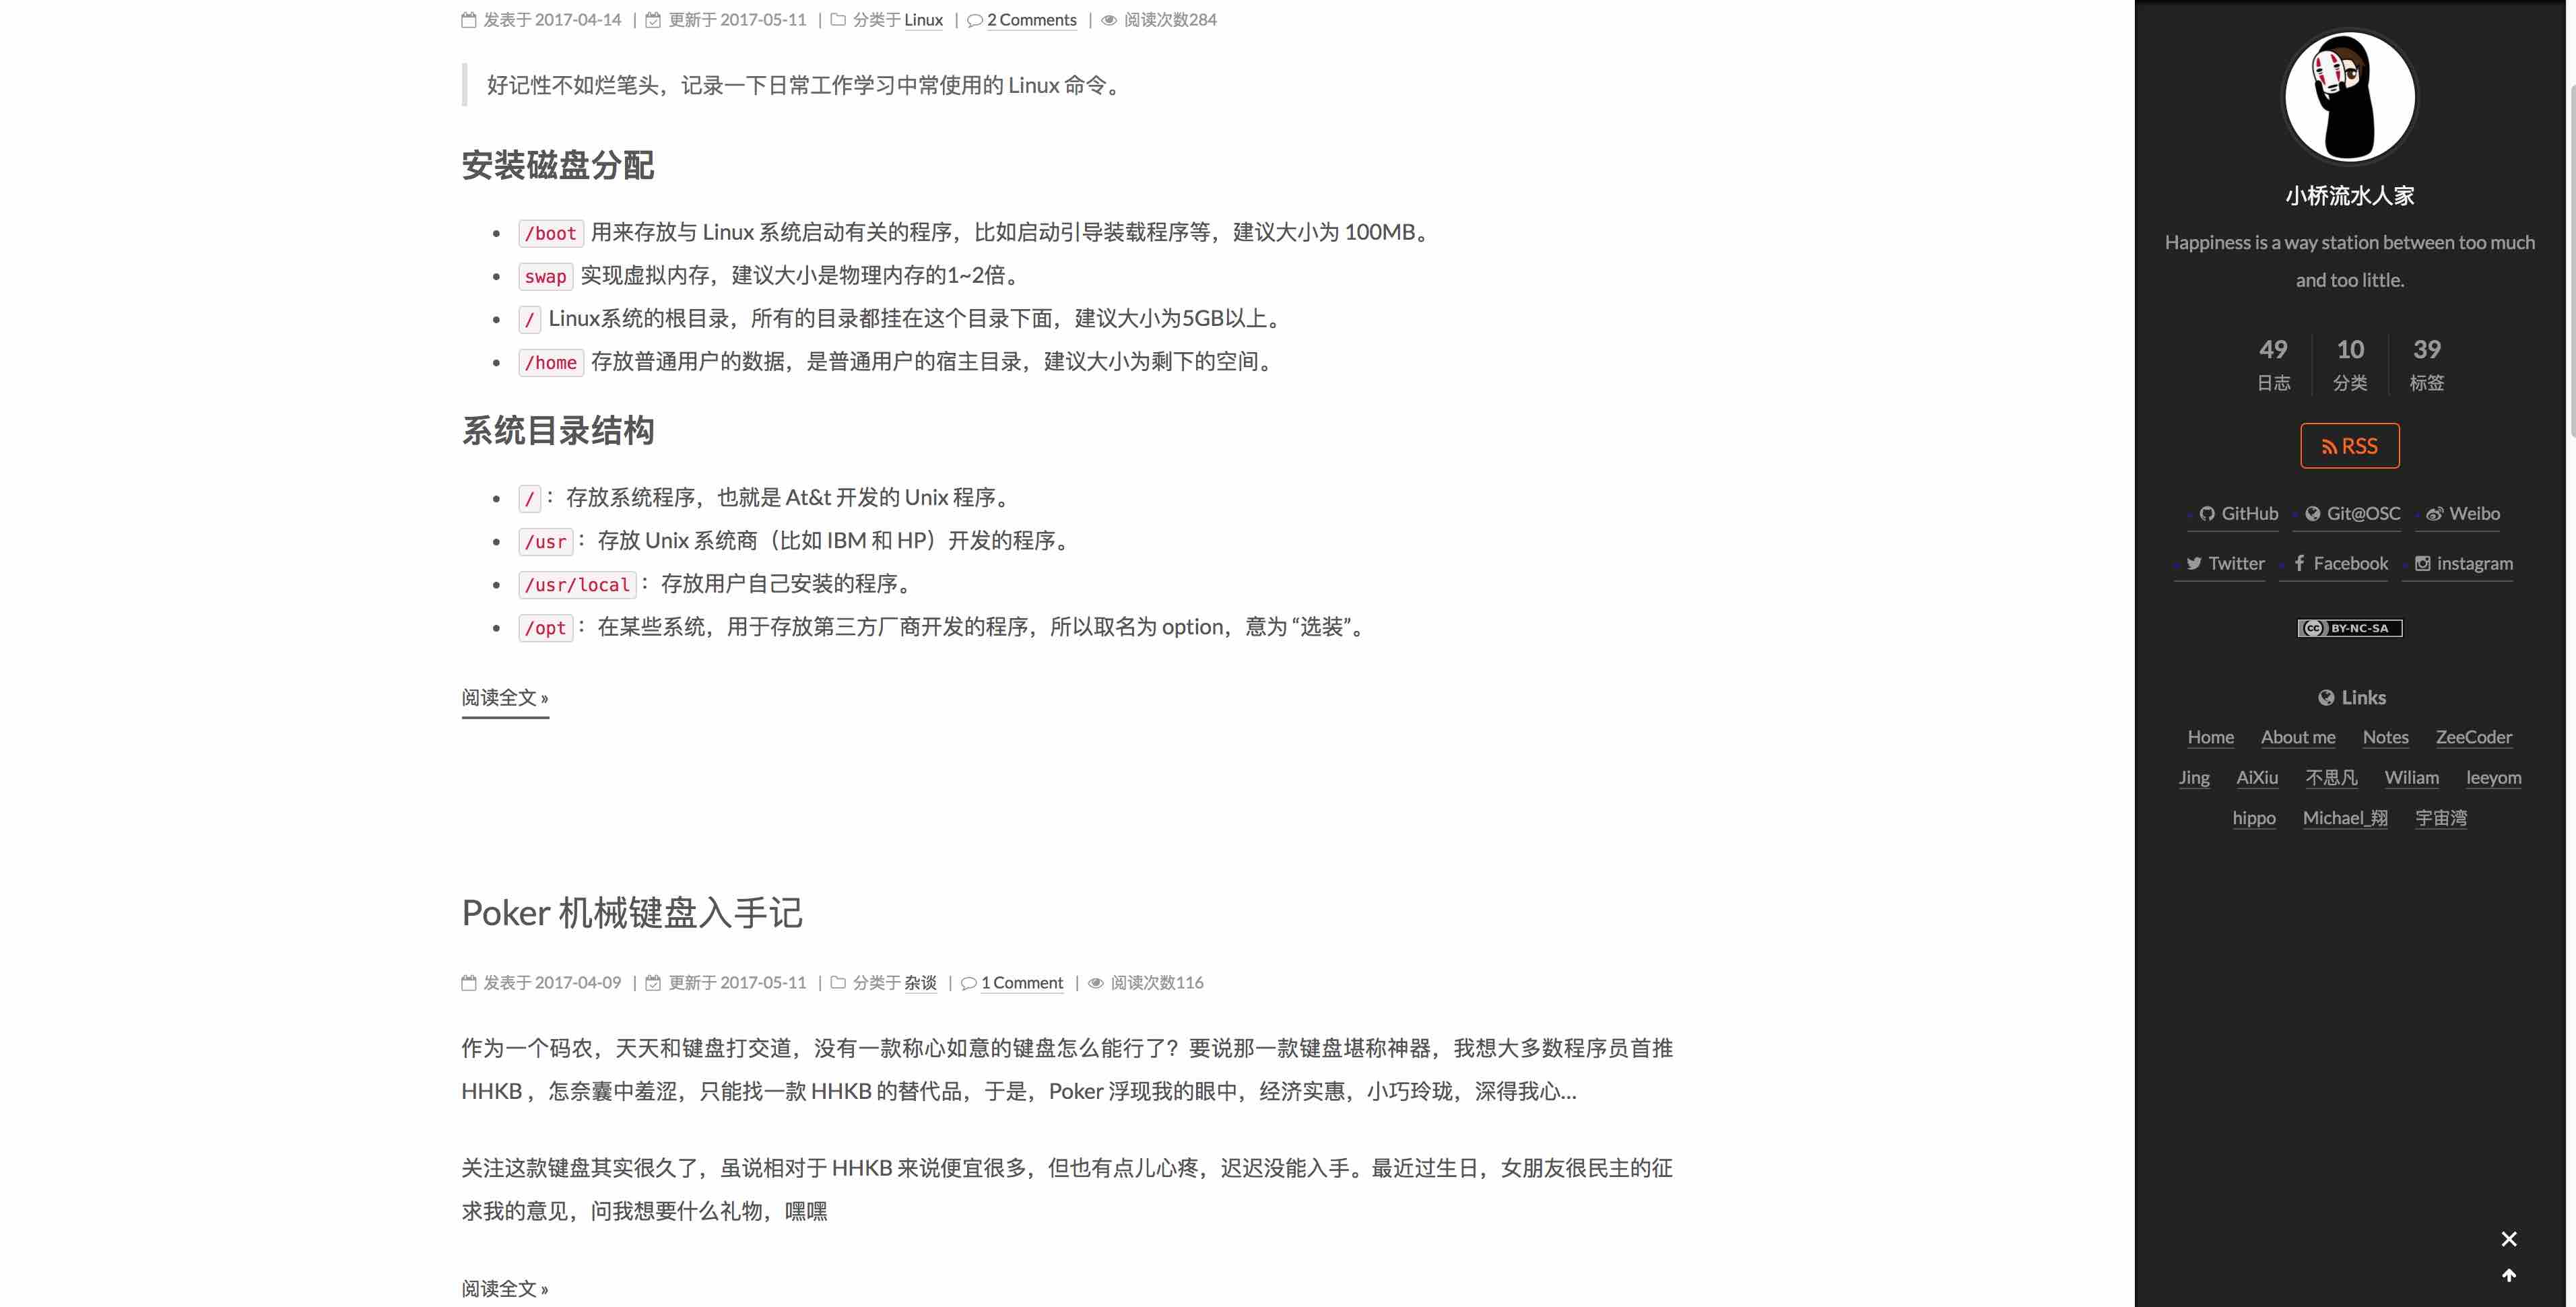 发表于 2017-04-14 | 更新于 2017-05-11 | 分类于 Linux | 2 Comments | 阅读次数284
好记性不如烂笔头，记录一下日常工作学习中常使用的 Linux 命令。
安装磁盘分配
/boot 用来存放与 Linux 系统启动有关的程序，比如启动引导装载程序等，建议大小为 100MB。
swap 实现虚拟内存，建议大小是物理内存的1~2倍。
/ Linux系统的根目录，所有的目录都挂在这个目录下面，建议大小为5GB以上。
/home 存放普通用户的数据，是普通用户的宿主目录，建议大小为剩下的空间。
系统目录结构
/：存放系统程序，也就是 At&t 开发的 Unix 程序。
/usr：存放 Unix 系统商（比如 IBM 和 HP）开发的程序。
/usr/local：存放用户自己安装的程序。
/opt：在某些系统，用于存放第三方厂商开发的程序，所以取名为 option，意为 “选装”。
阅读全文 »
Poker 机械键盘入手记
发表于 2017-04-09 | 更新于 2017-05-11 | 分类于 杂谈 | 1 Comment | 阅读次数116
作为一个码农，天天和键盘打交道，没有一款称心如意的键盘怎么能行了？要说那一款键盘堪称神器，我想大多数程序员首推
HHKB ，怎奈囊中羞涩，只能找一款 HHKB 的替代品，于是，Poker 浮现我的眼中，经济实惠，小巧玲珑，深得我心...
关注这款键盘其实很久了，虽说相对于 HHKB 来说便宜很多，但也有点儿心疼，迟迟没能入手。最近过生日，女朋友很民主的征
求我的意见，问我想要什么礼物，嘿嘿
阅读全文 »
小桥流水人家
Happiness is a way station between too much
and too little.
49 10 39
日志 分类 标签
RSS
GitHub Git@OSC Weibo
Twitter Facebook instagram
cc BY-NC-SA
Links
Home About me Notes ZeeCoder
Jing AiXiu 不思凡 Wiliam leeyom
hippo Michael_翔 宇宙湾